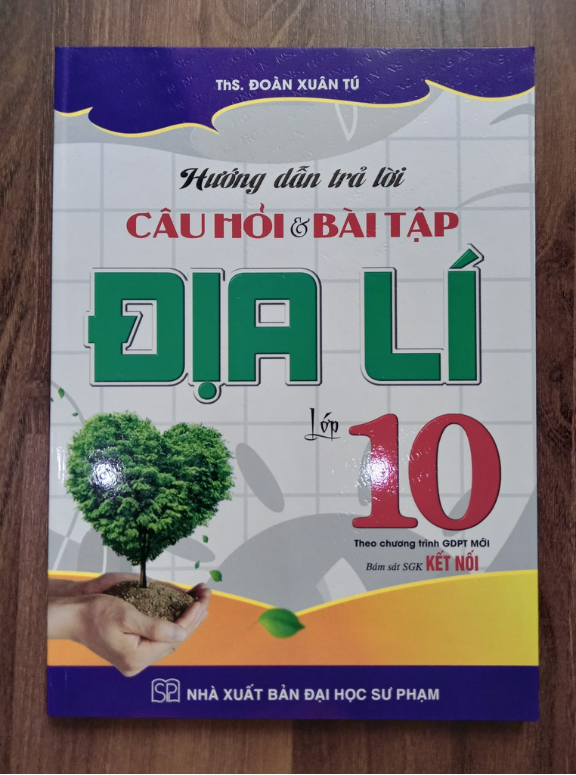 ThS. ĐOÀN XUÂN TÚ
Hướng dẫn trả lời
CÂU HỎI & BÀI TẬP
ĐỊA LÍ
Lớp 10
Theo chương trình GDPT MỚI
Bám sát SGK KẾT NỐI
NHÀ XUẤT BẢN ĐẠI HỌC SƯ PHẠM